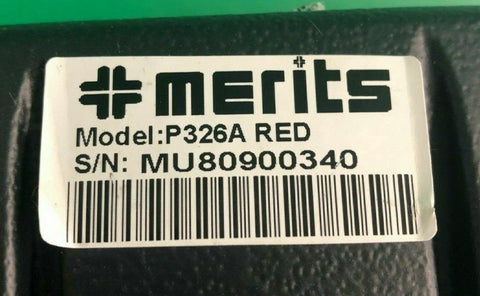 merits
Model:P326A RED
S/N: MU80900340